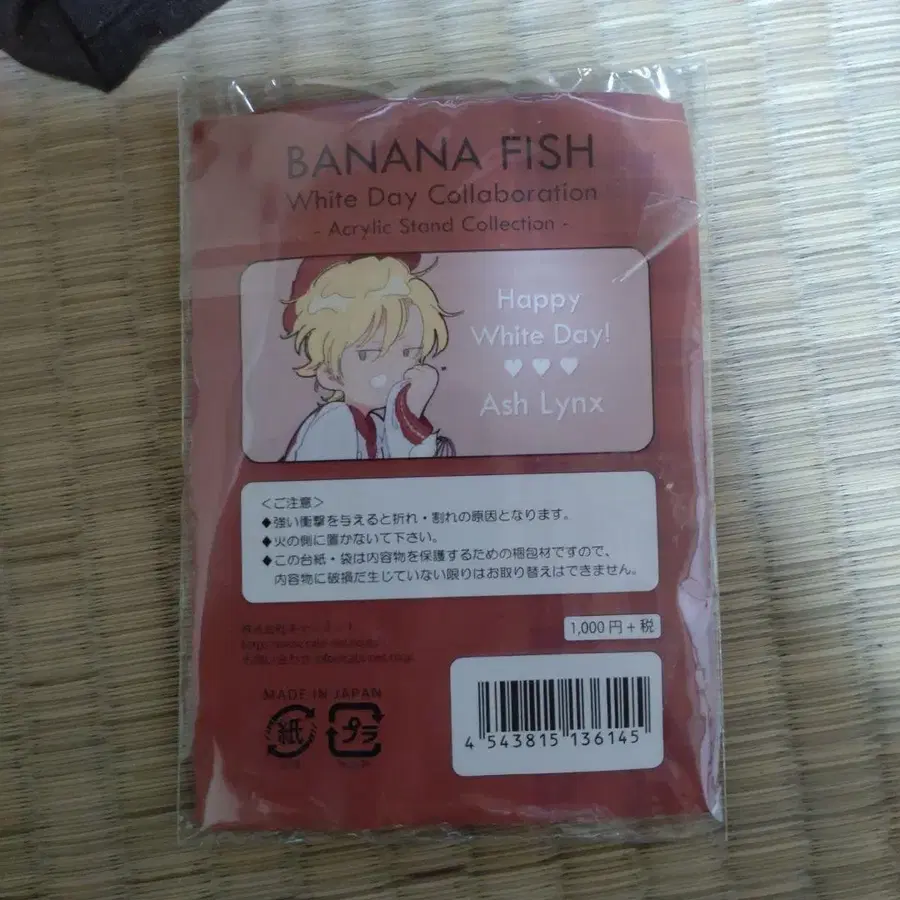 BANANA FISH
White Day Collaboration
- Acrylic Stand Collection -
Happy
White Day!
♥♥♥
Ash Lynx
＜ご注意＞
◆強い衝撃を与えると折れ・割れの原因となります。
◆火の側に置かないで下さい。
◆この台紙・袋は内容物を保護するための梱包材ですので、
内容物に破損だ生じていない限りはお取り替えはできません。
1,000円+税
MADE IN JAPAN
紙
プラ
4 543815 136145